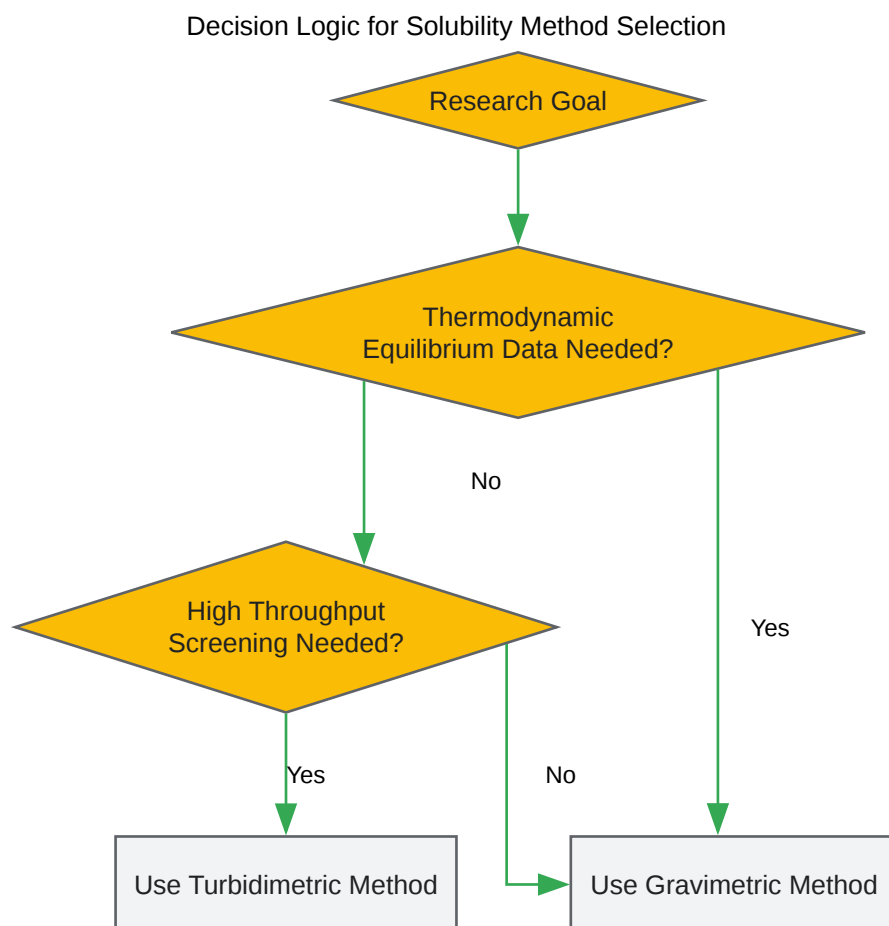 Decision Logic for Solubility Method Selection
Research Goal
Thermodynamic
Equilibrium Data Needed?
No
High Throughput
Screening Needed?
Yes
Yes
No
Use Turbidimetric Method
Use Gravimetric Method